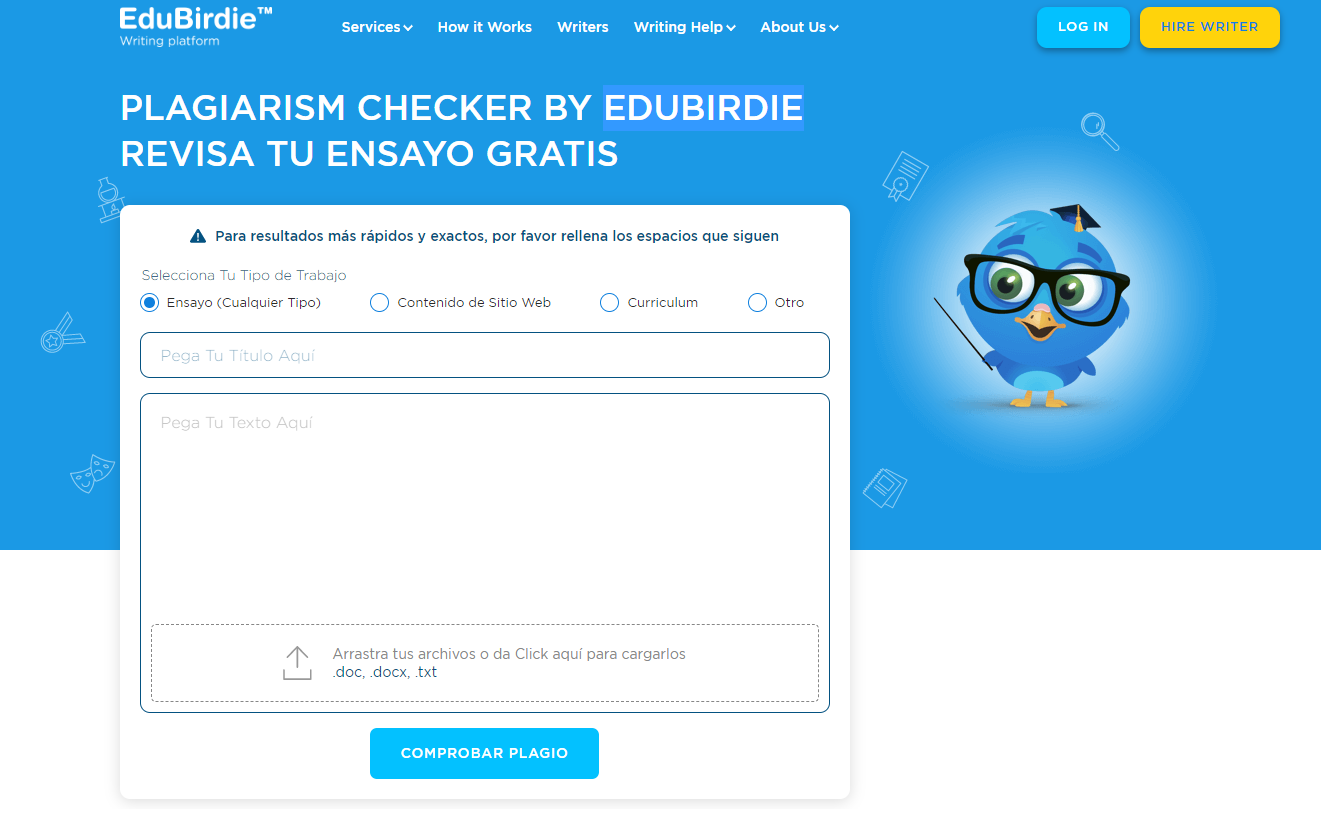 EduBirdie™
Writing platform
Services
How it Works
Writers
Writing Help
About Us
LOG IN
HIRE WRITER
PLAGIARISM CHECKER BY EDUBIRDIE
REVISA TU ENSAYO GRATIS
Para resultados más rápidos y exactos, por favor rellena los espacios que siguen
Selecciona Tu Tipo de Trabajo
Ensayo (Cualquier Tipo)
Contenido de Sitio Web
Curriculum
Otro
Pega Tu Título Aquí
Pega Tu Texto Aquí
Arrastra tus archivos o da Click aquí para cargarlos
.doc, .docx, .txt
COMPROBAR PLAGIO